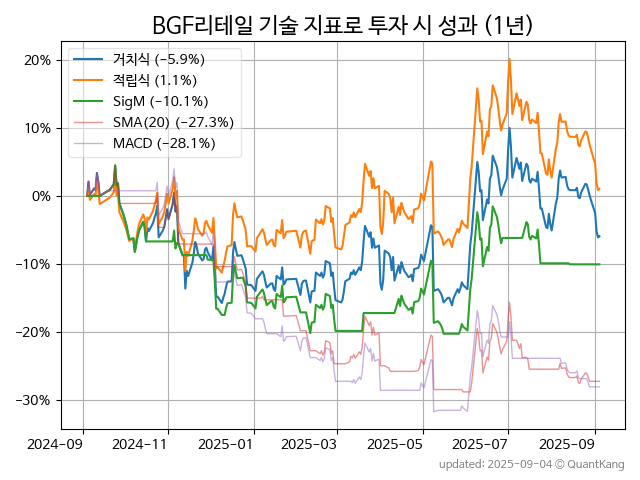 BGF리테일 기술 지표로 투자 시 성과 (1년)
거치식 (−5.9%)
적립식 (1.1%)
SigM (−10.1%)
SMA(20) (−27.3%)
MACD (−28.1%)
20%
10%
0%
−10%
−20%
−30%
2024-09 2024-11 2025-01 2025-03 2025-05 2025-07 2025-09
updated: 2025-09-04 © QuantKang